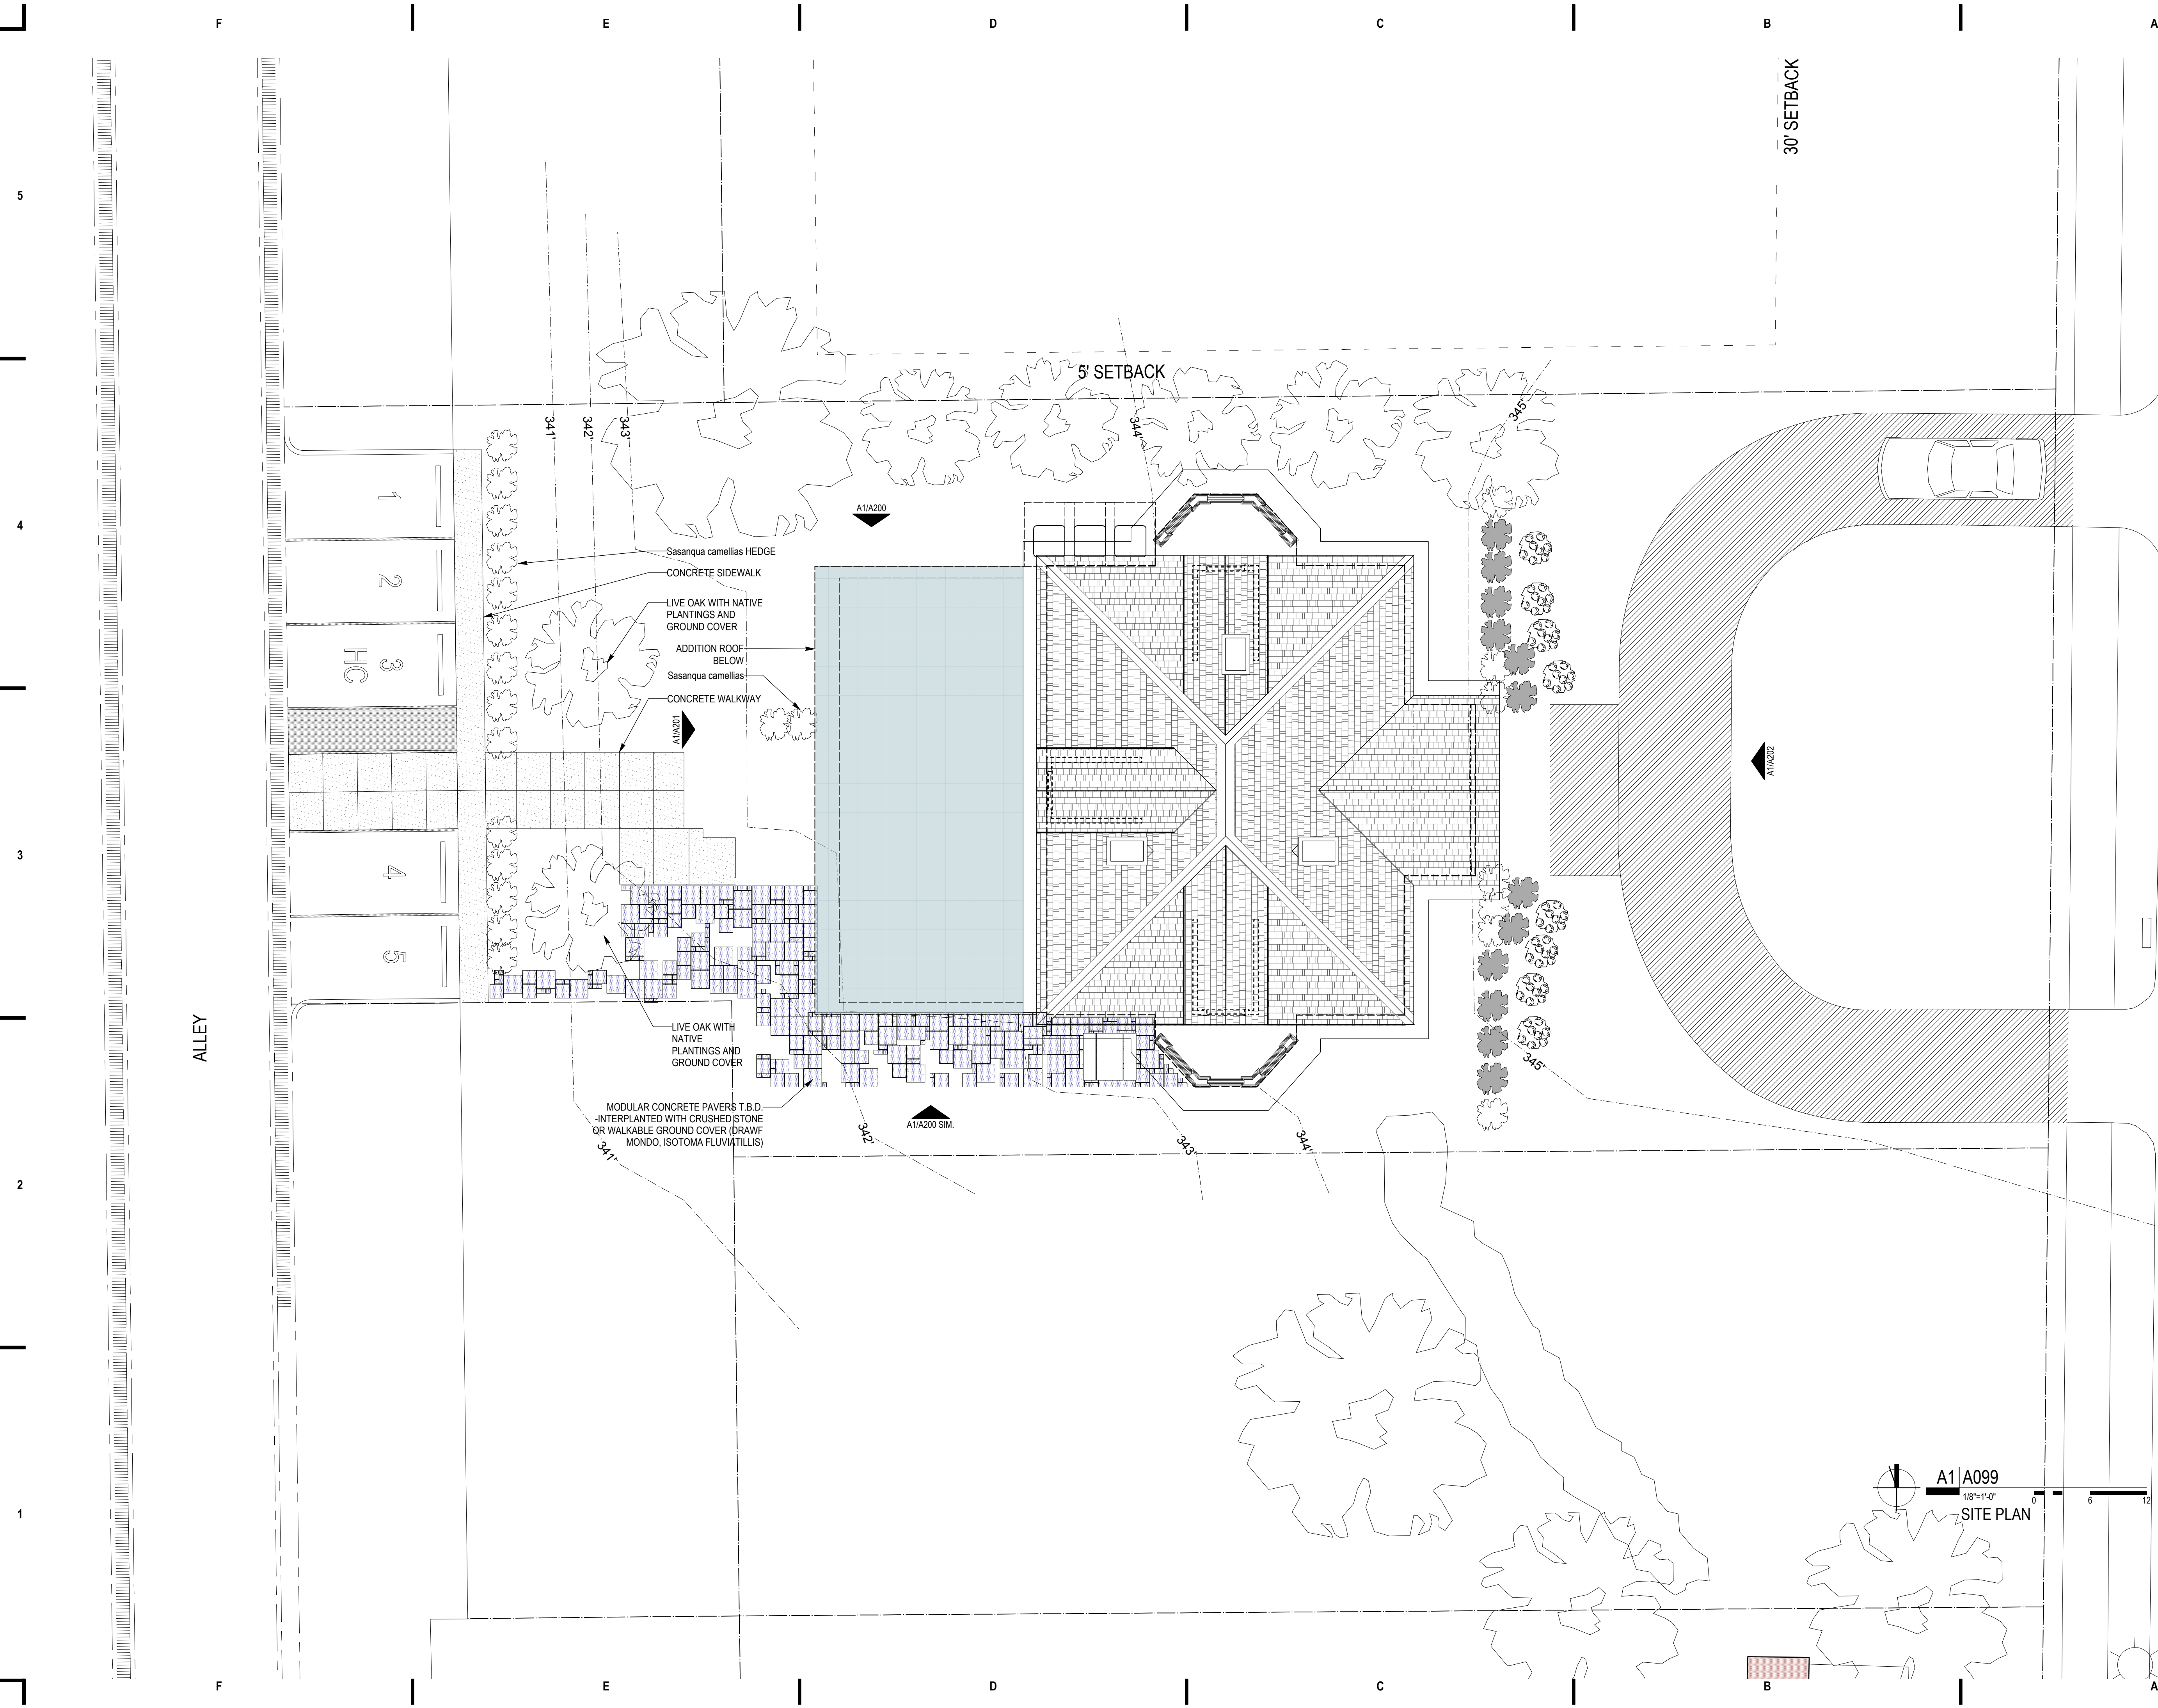 F
E
D
C
B
A
30' SETBACK
5
5' SETBACK
341'
342'
343'
344'
345'
4
1
A1/A200
Sasanqua camellias HEDGE
CONCRETE SIDEWALK
2
LIVE OAK WITH NATIVE
PLANTINGS AND
GROUND COVER
ADDITION ROOF
BELOW
3
HC
Sasanqua camellias
CONCRETE WALKWAY
A1/A201
A1/A202
3
4
5
ALLEY
LIVE OAK WITH
NATIVE
PLANTINGS AND
GROUND COVER
345'
MODULAR CONCRETE PAVERS T.B.D.
-INTERPLANTED WITH CRUSHED STONE
OR WALKABLE GROUND COVER (DRAWF
MONDO, ISOTOMA FLUVIATILLIS)
A1/A200 SIM.
341'
342'
343'
344'
2
A1 A099
1/8"=1'-0"
0 6 12
SITE PLAN
1
F
E
D
C
B
A